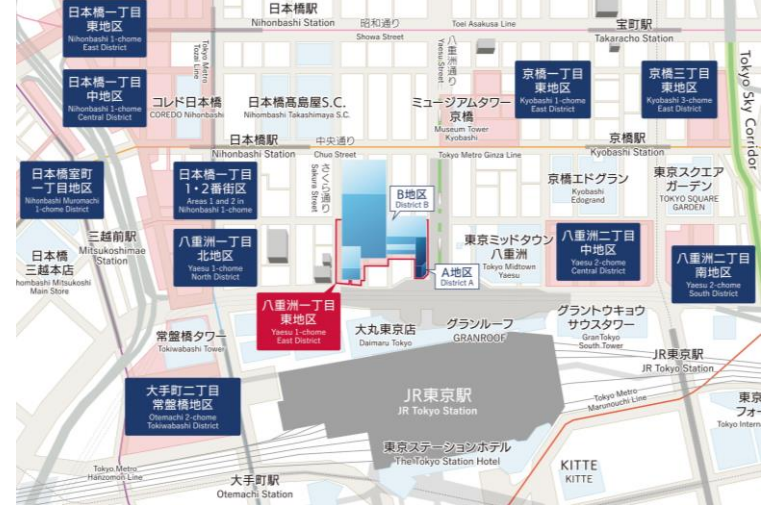 日本橋一丁目
東地区
Nihonbashi 1-chome
East District
日本橋駅
Nihonbashi Station
昭和通り
Showa Street
Toei Asakusa Line
宝町駅
Takaracho Station
Tokyo Metro
Tozai Line
八重洲通り
Yaesu Street
日本橋一丁目
中地区
Nihonbashi 1-chome
Central District
コレド日本橋
COREDO Nihonbashi
日本橋髙島屋S.C.
Nihombashi Takashimaya S.C.
ミュージアムタワー
京橋
Museum Tower
Kyobashi
京橋一丁目
東地区
Kyobashi 1-chome
East District
京橋三丁目
東地区
Kyobashi 3-chome
East District
Tokyo Sky Corridor
日本橋駅
Nihonbashi Station
中央通り
Chuo Street
Tokyo Metro Ginza Line
京橋駅
Kyobashi Station
日本橋室町
一丁目地区
Nihonbashi Muromachi
1-chome District
日本橋一丁目
1・2番街区
Areas 1 and 2 in
Nihonbashi 1-chome
さくら通り
Sakura Street
B地区
District B
京橋エドグラン
Kyobashi
Edogrand
東京スクエア
ガーデン
TOKYO SQUARE
GARDEN
三越前駅
Mitsukoshimae
Station
日本橋
三越本店
hombashi Mitsukoshi
Main Store
八重洲一丁目
北地区
Yaesu 1-chome
North District
A地区
District A
東京ミッドタウン
八重洲
Tokyo Midtown
Yaesu
八重洲二丁目
中地区
Yaesu 2-chome
Central District
八重洲二丁目
南地区
Yaesu 2-chome
South District
八重洲一丁目
東地区
Yaesu 1-chome
East District
常盤橋タワー
Tokiwabashi Tower
大丸東京店
Daimaru Tokyo
グランルーフ
GRANROOF
グラントウキョウ
サウスタワー
GranTokyo
South Tower
JR東京駅
JR Tokyo Station
大手町二丁目
常盤橋地区
Otemachi 2-chome
Tokiwabashi District
JR東京駅
JR Tokyo Station
Tokyo Metro
Marunouchi Line
東京
フォー
Tokyo Intern
東京ステーションホテル
The Tokyo Station Hotel
Tokyo Metro
Hanzomon Line
大手町駅
Otemachi Station
KITTE
KITTE